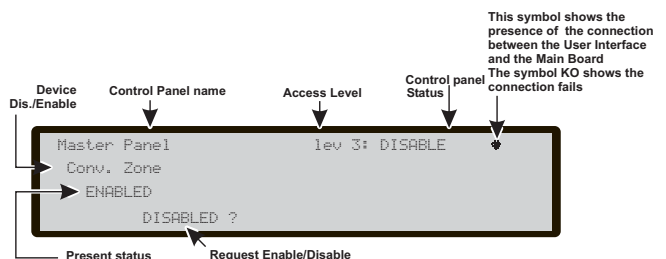 This symbol shows the
presence of the connection
between the User Interface
and the Main Board
The symbol KO shows the
connection fails
Device
Dis./Enable
Control Panel name
Access Level
Control panel
Status
Master Panel lev 3: DISABLE
Conv. Zone
ENABLED
DISABLED ?
Present status
Request Enable/Disable